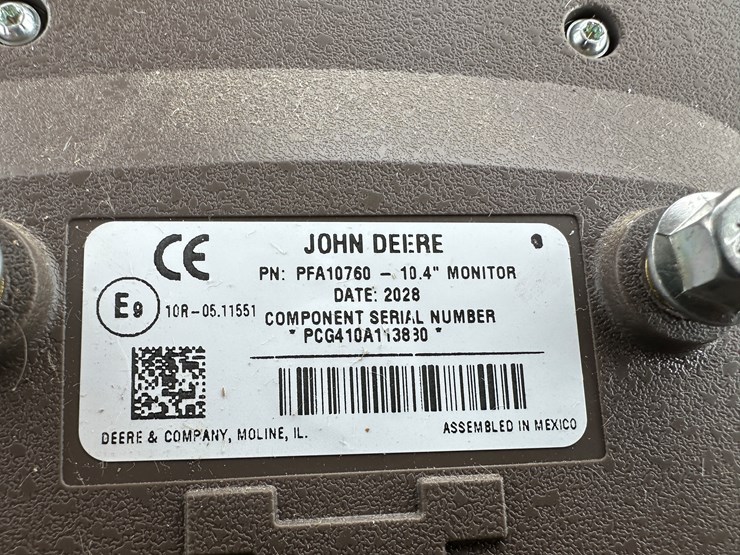 CE
JOHN DEERE
PN: PFA10760 - 10.4" MONITOR
DATE: 2028
E9
10R-05.11551
COMPONENT SERIAL NUMBER
* PCG410A113880 *
DEERE & COMPANY, MOLINE, IL.
ASSEMBLED IN MEXICO